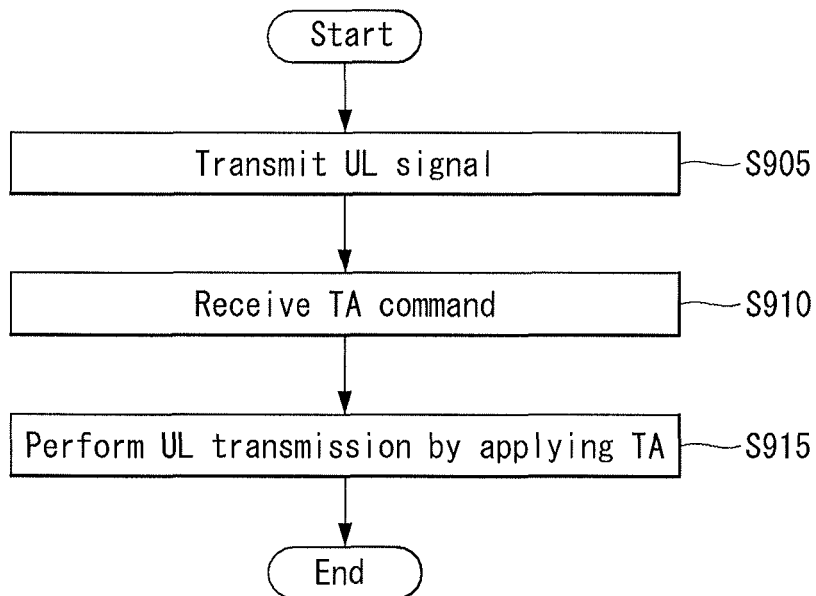 Start
Transmit UL signal
S905
Receive TA command
S910
Perform UL transmission by applying TA
S915
End